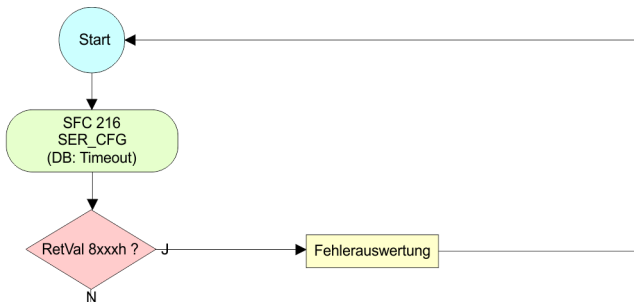 Start
SFC 216
SER_CFG
(DB: Timeout)
RetVal 8xxxh ?
J
Fehlerauswertung
N